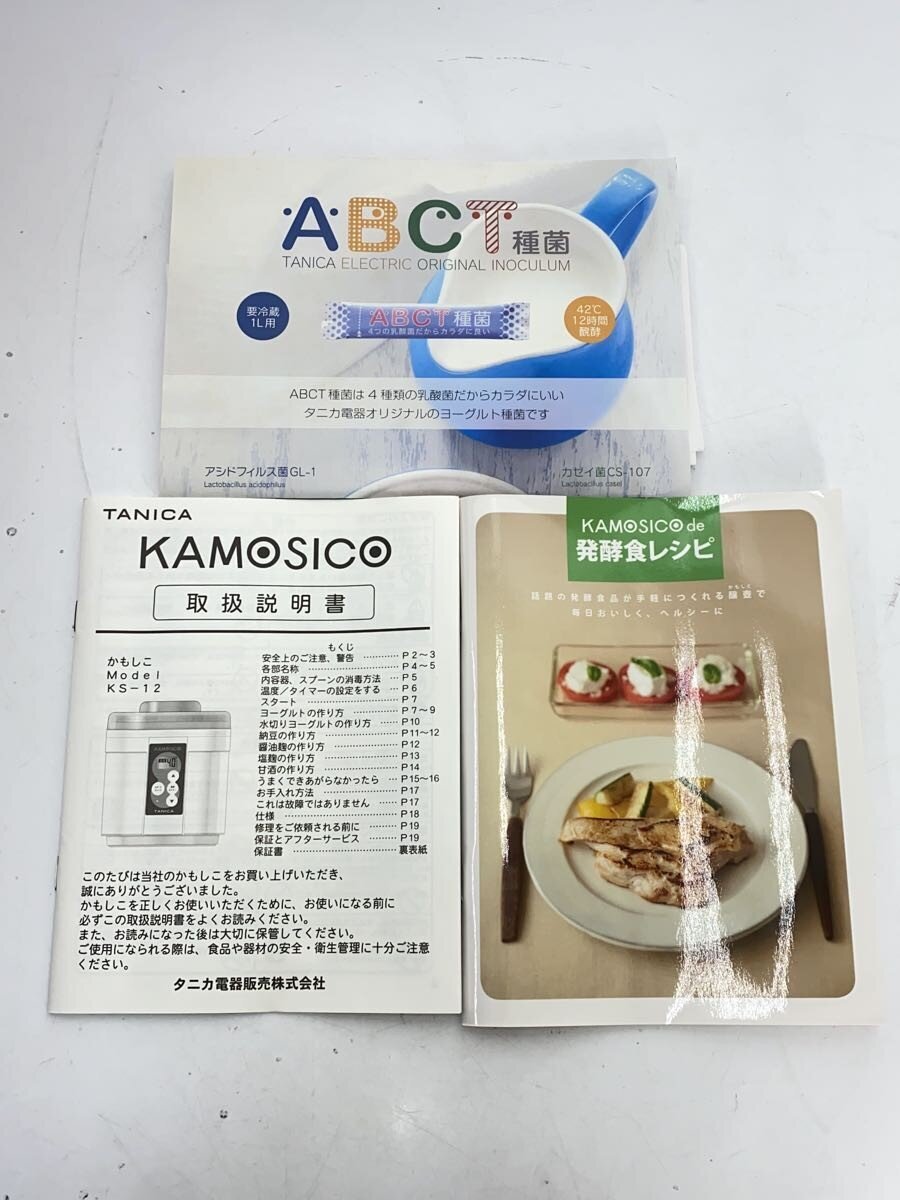 ABCT種菌
TANICA ELECTRIC ORIGINAL INOCULUM
要冷蔵
1L用
ABCT種菌
4つの乳酸菌だからカラダに良い
42℃
12時間
醗酵
ABCT種菌は4種類の乳酸菌だからカラダにいい
タニカ電器オリジナルのヨーグルト種菌です
アシドフィルス菌GL-1
Lactobacillus acidophilus
カゼイ菌CS-107
Lactobacillus casei
TANICA
KAMOSICO
取扱説明書
かもしこ
Model
KS-12
TANICA
もくじ
安全上のご注意、警告 ………… P2〜3
各部名称 ………… P4〜5
内容器、スプーンの消毒方法 … P5
温度/タイマーの設定をする … P6
スタート ………… P7
ヨーグルトの作り方 ………… P7〜9
水切りヨーグルトの作り方 …… P10
納豆の作り方 ………… P11〜12
醤油麹の作り方 ………… P12
塩麹の作り方 ………… P13
甘酒の作り方 ………… P14
うまくできあがらなかったら … P15〜16
お手入れ方法 ………… P17
これは故障ではありません …… P17
仕様 ………… P18
修理をご依頼される前に ……… P19
保証とアフターサービス ……… P19
保証書 ………… 裏表紙
このたびは当社のかもしこをお買い上げいただき、
誠にありがとうございました。
かもしこを正しくお使いいただくために、お使いになる前に
必ずこの取扱説明書をよくお読みください。
また、お読みになった後は大切に保管してください。
ご使用になられる際は、食品や器材の安全・衛生管理に十分ご注意
ください。
タニカ電器販売株式会社
KAMOSICO de
発酵食レシピ
かもしこ
話題の発酵食品が手軽につくれる醸壺で
毎日おいしく、ヘルシーに